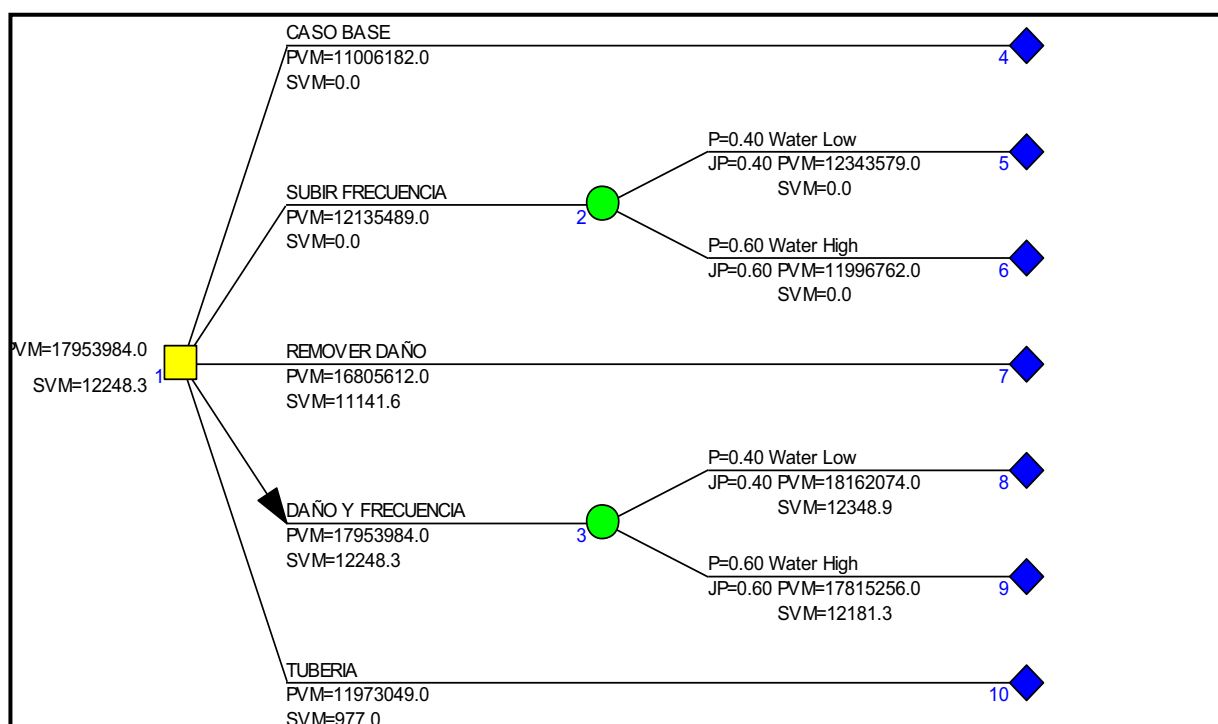 CASO BASE
PVM=11006182.0
4
SVM=0.0
P=0.40 Water Low
JP=0.40 PVM=12343579.0
5
SVM=0.0
SUBIR FRECUENCIA
PVM=12135489.0
2
SVM=0.0
P=0.60 Water High
JP=0.60 PVM=11996762.0
6
SVM=0.0
PVM=17953984.0
SVM=12248.3
1
REMOVER DAÑO
PVM=16805612.0
7
SVM=11141.6
P=0.40 Water Low
JP=0.40 PVM=18162074.0
8
SVM=12348.9
DAÑO Y FRECUENCIA
PVM=17953984.0
3
SVM=12248.3
P=0.60 Water High
JP=0.60 PVM=17815256.0
9
SVM=12181.3
TUBERIA
PVM=11973049.0
10
SVM=977.0